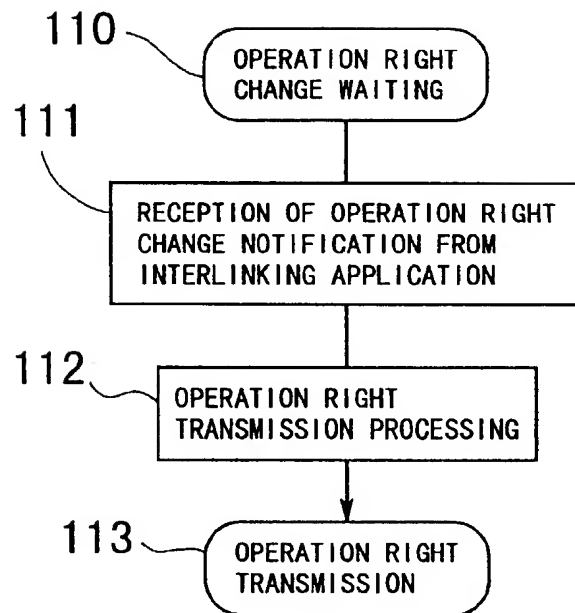 110
OPERATION RIGHT
CHANGE WAITING
111
RECEPTION OF OPERATION RIGHT
CHANGE NOTIFICATION FROM
INTERLINKING APPLICATION
112
OPERATION RIGHT
TRANSMISSION PROCESSING
113
OPERATION RIGHT
TRANSMISSION